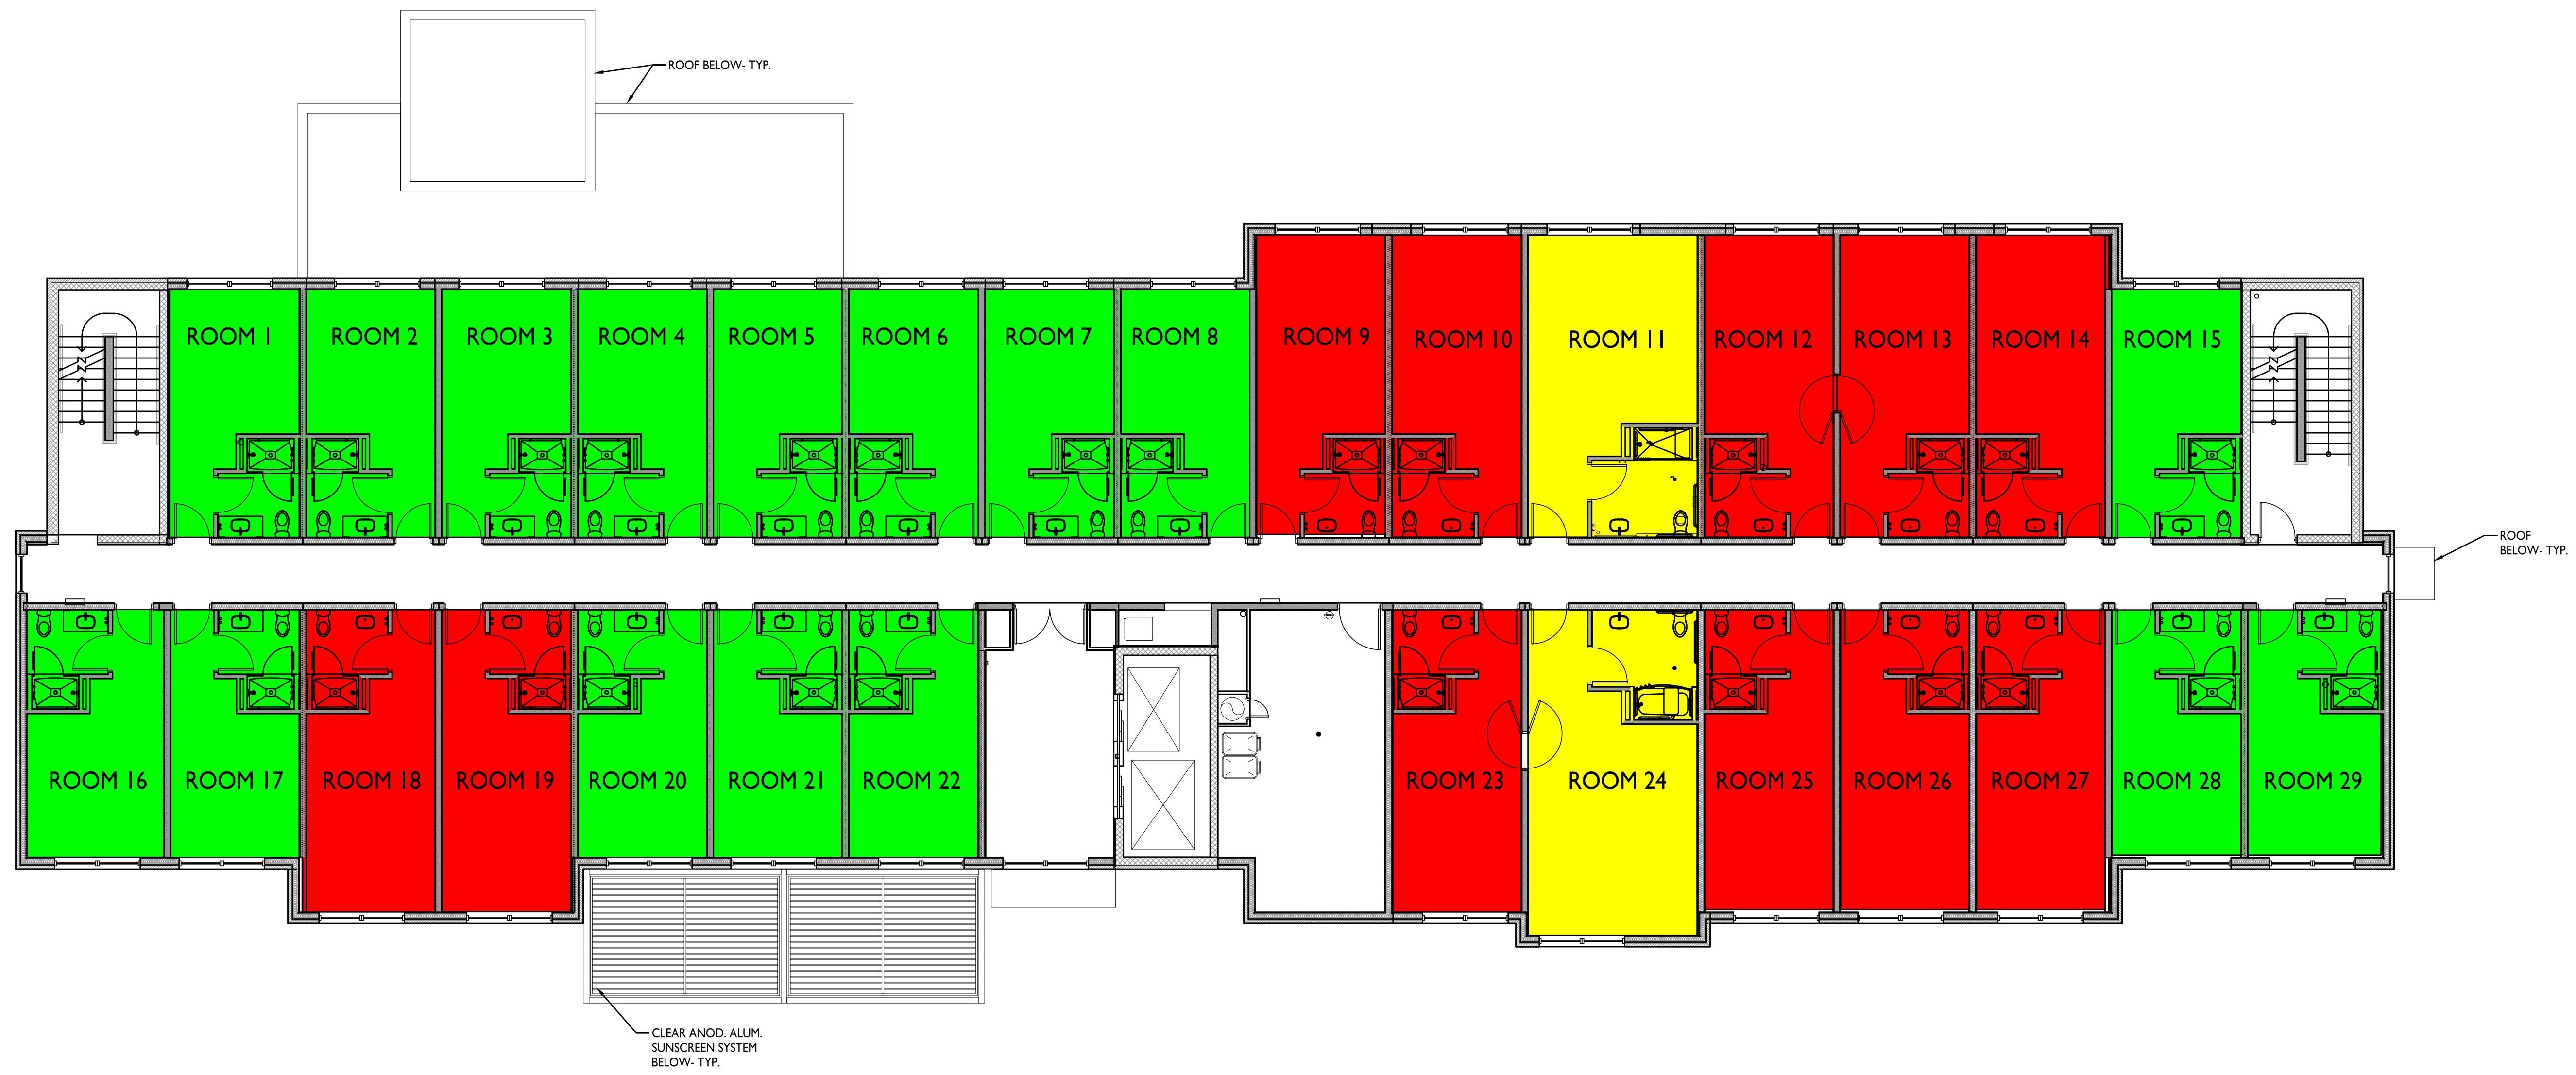 ROOF BELOW- TYP.
ROOM 1
ROOM 2
ROOM 3
ROOM 4
ROOM 5
ROOM 6
ROOM 7
ROOM 8
ROOM 9
ROOM 10
ROOM 11
ROOM 12
ROOM 13
ROOM 14
ROOM 15
ROOF
BELOW- TYP.
ROOM 16
ROOM 17
ROOM 18
ROOM 19
ROOM 20
ROOM 21
ROOM 22
ROOM 23
ROOM 24
ROOM 25
ROOM 26
ROOM 27
ROOM 28
ROOM 29
CLEAR ANOD. ALUM.
SUNSCREEN SYSTEM
BELOW- TYP.